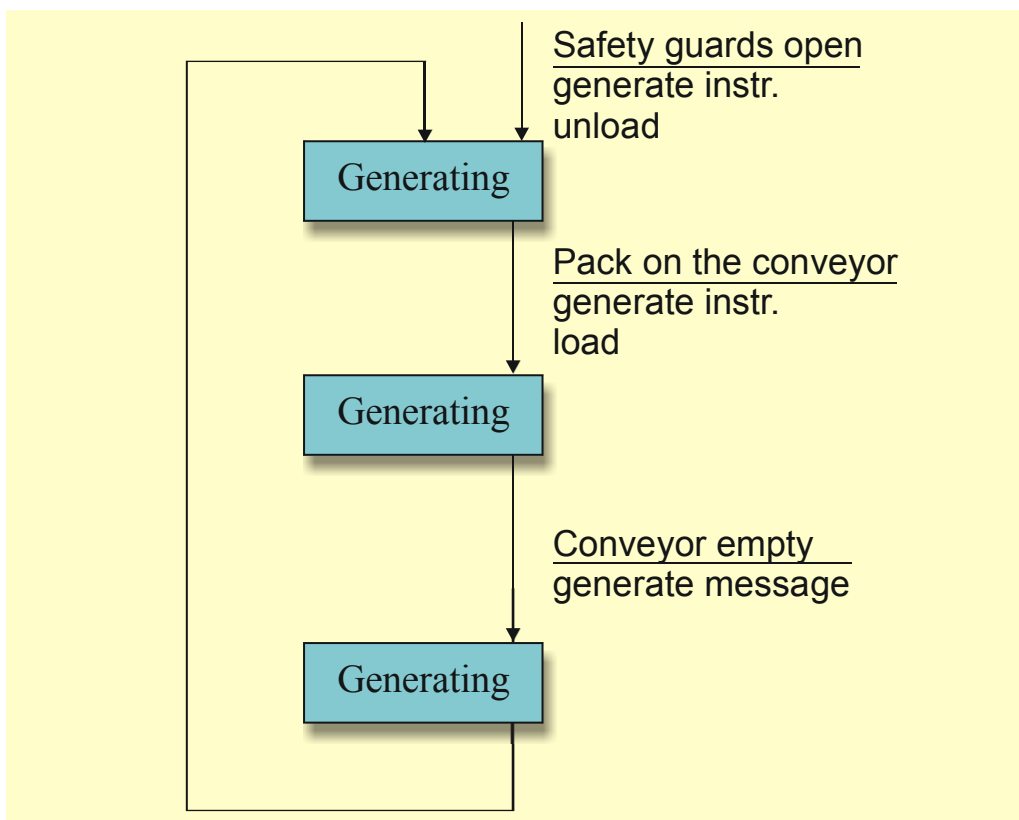 Safety guards open
generate instr.
unload
Generating
Pack on the conveyor
generate instr.
load
Generating
Conveyor empty
generate message
Generating